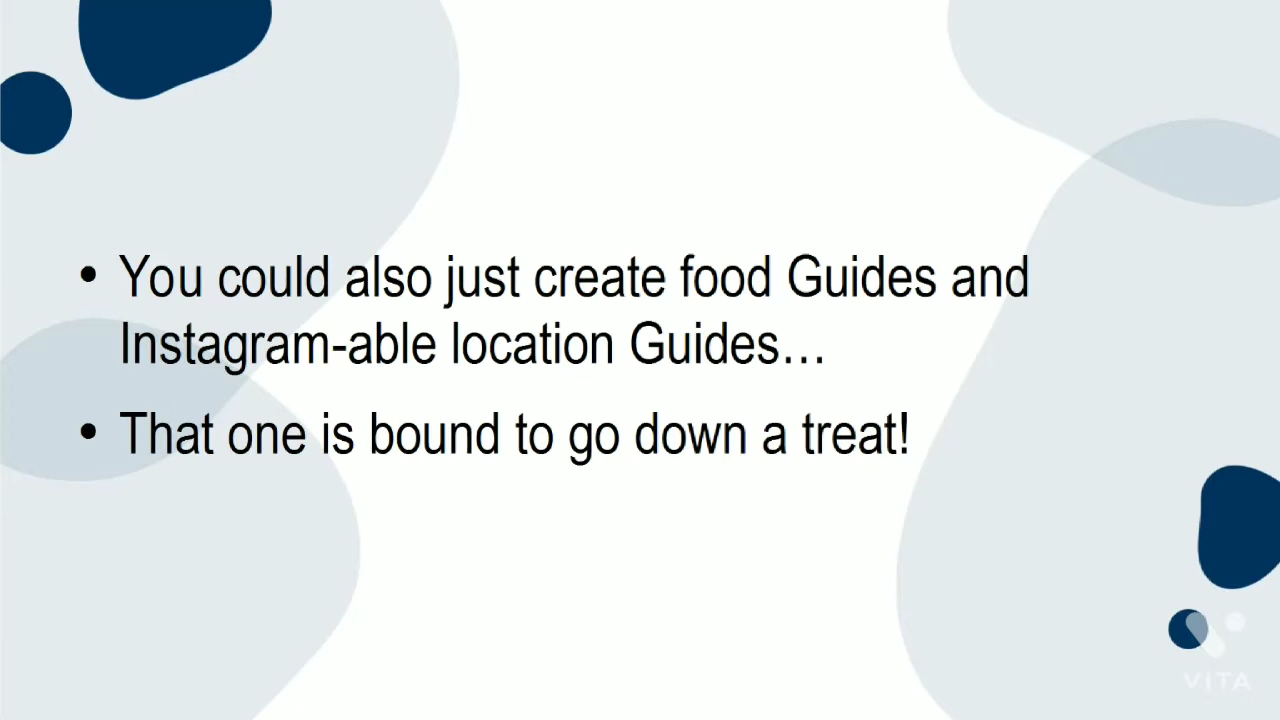 • You could also just create food Guides and
Instagram-able location Guides…
• That one is bound to go down a treat!
VITA